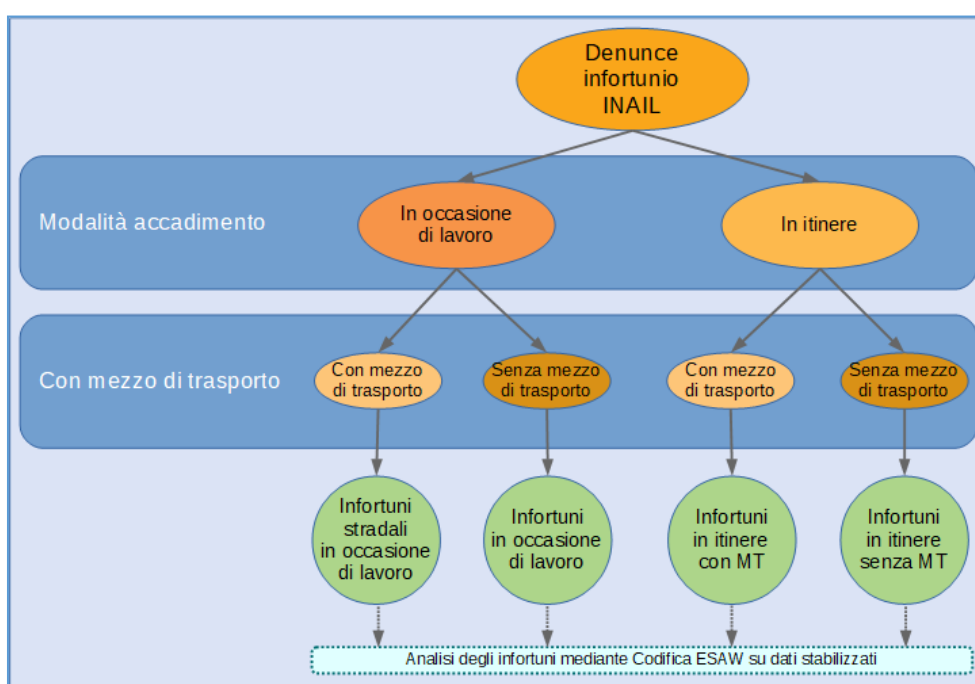 Denunce
infortunio
INAIL
Modalità accadimento
In occasione
di lavoro
In itinere
Con mezzo di trasporto
Con mezzo
di trasporto
Senza mezzo
di trasporto
Con mezzo
di trasporto
Senza mezzo
di trasporto
Infortuni
stradali
in occasione
di lavoro
Infortuni
in occasione
di lavoro
Infortuni
in itinere
con MT
Infortuni
in itinere
senza MT
Analisi degli infortuni mediante Codifica ESAW su dati stabilizzati